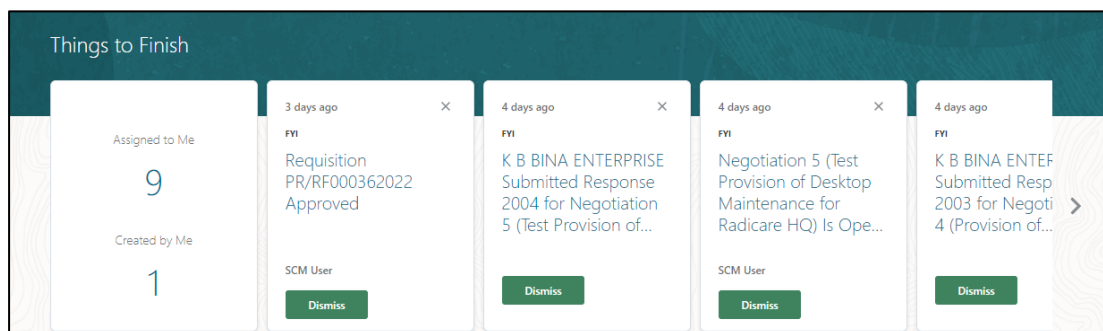 Things to Finish
Assigned to Me
9
Created by Me
1
3 days ago
FYI
Requisition
PR/RF000362022
Approved
SCM User
Dismiss
4 days ago
FYI
K B BINA ENTERPRISE
Submitted Response
2004 for Negotiation
5 (Test Provision of...
Dismiss
4 days ago
FYI
Negotiation 5 (Test
Provision of Desktop
Maintenance for
Radicare HQ) Is Ope...
SCM User
Dismiss
4 days ago
FYI
K B BINA ENTER
Submitted Resp
2003 for Negoti
4 (Provision of...
Dismiss